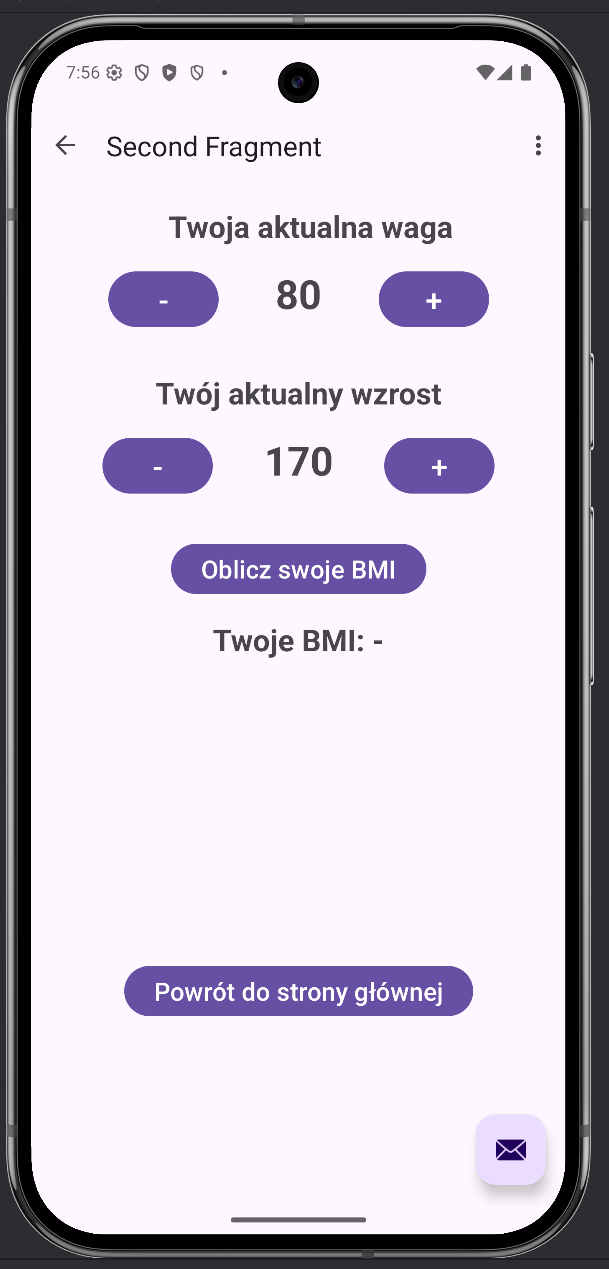 7:56
Second Fragment
Twoja aktualna waga
- 80 +
Twój aktualny wzrost
- 170 +
Oblicz swoje BMI
Twoje BMI: -
Powrót do strony głównej